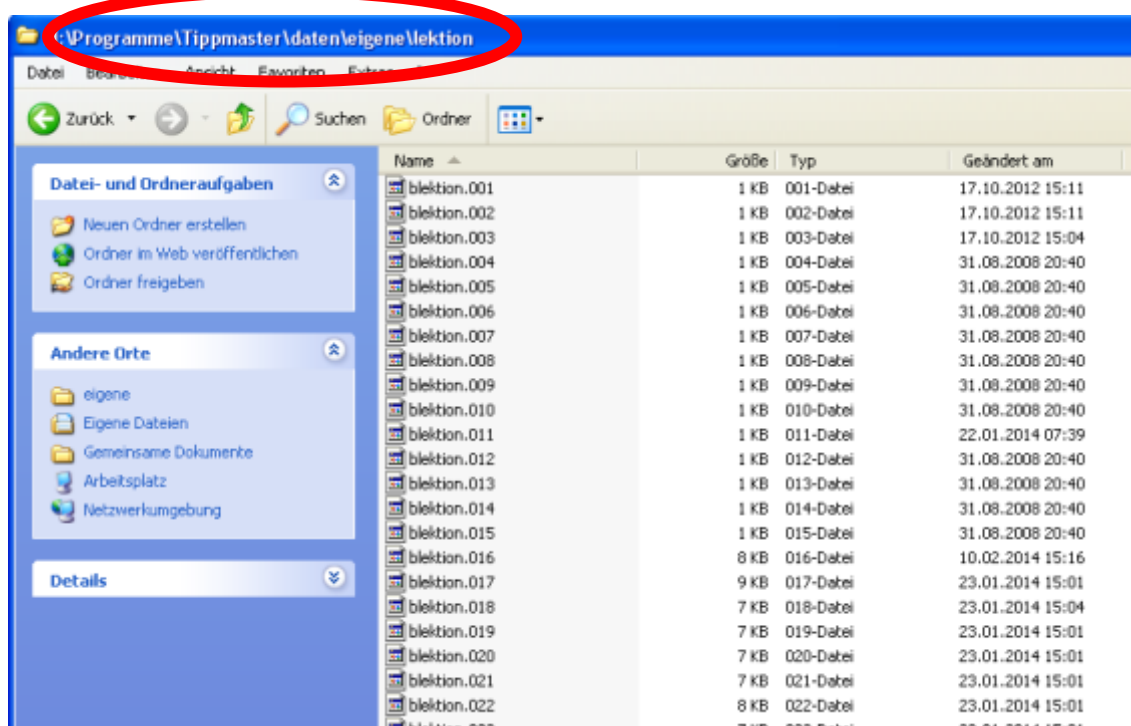 :\Programme\Tippmaster\daten\eigene\lektion
Datei Ansicht Favoriten
Zurück Suchen Ordner
Datei- und Ordneraufgaben
Neuen Ordner erstellen
Ordner im Web veröffentlichen
Ordner freigeben
Andere Orte
eigene
Eigene Dateien
Gemeinsame Dokumente
Arbeitsplatz
Netzwerkumgebung
Details
Name Größe Typ Geändert am
blektion.001 1 KB 001-Datei 17.10.2012 15:11
blektion.002 1 KB 002-Datei 17.10.2012 15:11
blektion.003 1 KB 003-Datei 17.10.2012 15:04
blektion.004 1 KB 004-Datei 31.08.2008 20:40
blektion.005 1 KB 005-Datei 31.08.2008 20:40
blektion.006 1 KB 006-Datei 31.08.2008 20:40
blektion.007 1 KB 007-Datei 31.08.2008 20:40
blektion.008 1 KB 008-Datei 31.08.2008 20:40
blektion.009 1 KB 009-Datei 31.08.2008 20:40
blektion.010 1 KB 010-Datei 31.08.2008 20:40
blektion.011 1 KB 011-Datei 22.01.2014 07:39
blektion.012 1 KB 012-Datei 31.08.2008 20:40
blektion.013 1 KB 013-Datei 31.08.2008 20:40
blektion.014 1 KB 014-Datei 31.08.2008 20:40
blektion.015 1 KB 015-Datei 31.08.2008 20:40
blektion.016 8 KB 016-Datei 10.02.2014 15:16
blektion.017 9 KB 017-Datei 23.01.2014 15:01
blektion.018 7 KB 018-Datei 23.01.2014 15:04
blektion.019 7 KB 019-Datei 23.01.2014 15:01
blektion.020 7 KB 020-Datei 23.01.2014 15:01
blektion.021 7 KB 021-Datei 23.01.2014 15:01
blektion.022 8 KB 022-Datei 23.01.2014 15:01